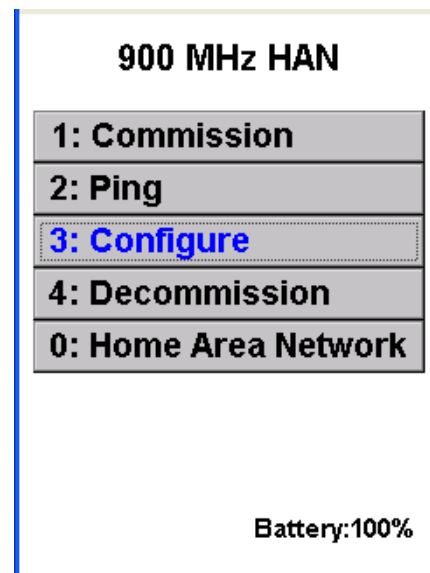 900 MHz HAN
1: Commission
2: Ping
3: Configure
4: Decommission
0: Home Area Network
Battery:100%